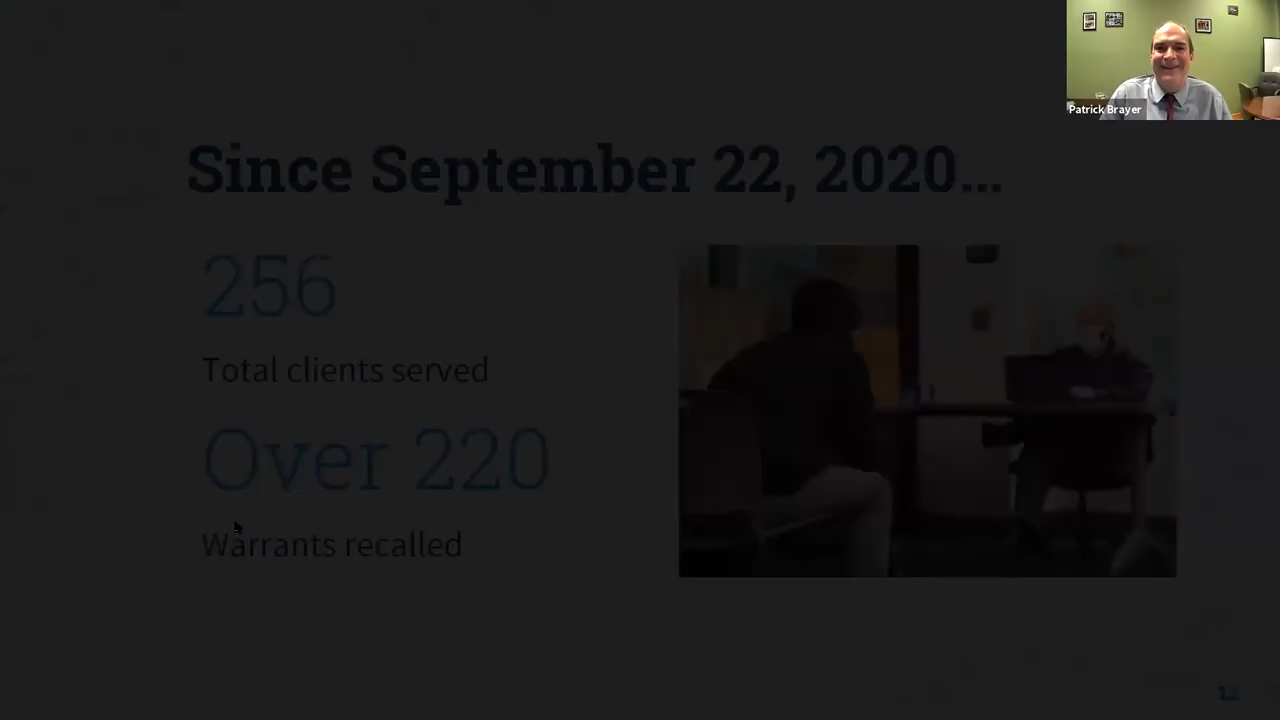 Patrick Brayer
Since September 22, 2020...
256
Total clients served
Over 220
Warrants recalled